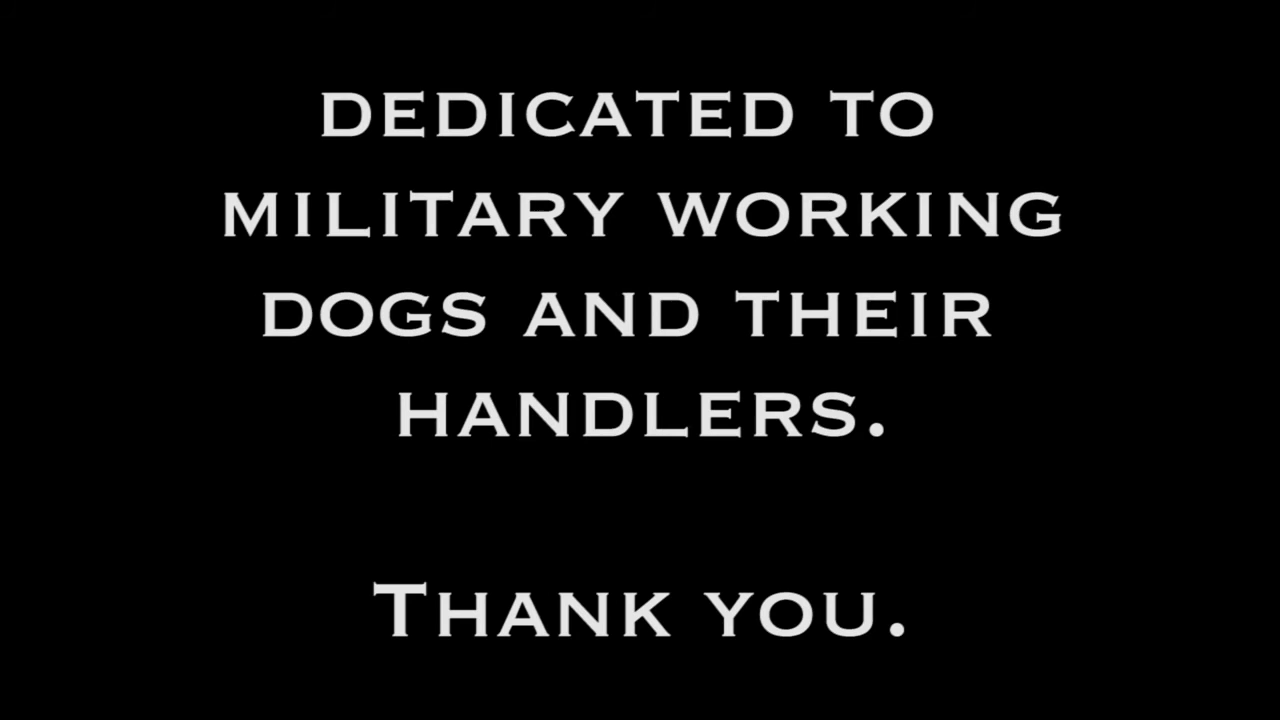 DEDICATED TO
MILITARY WORKING
DOGS AND THEIR
HANDLERS.
THANK YOU.